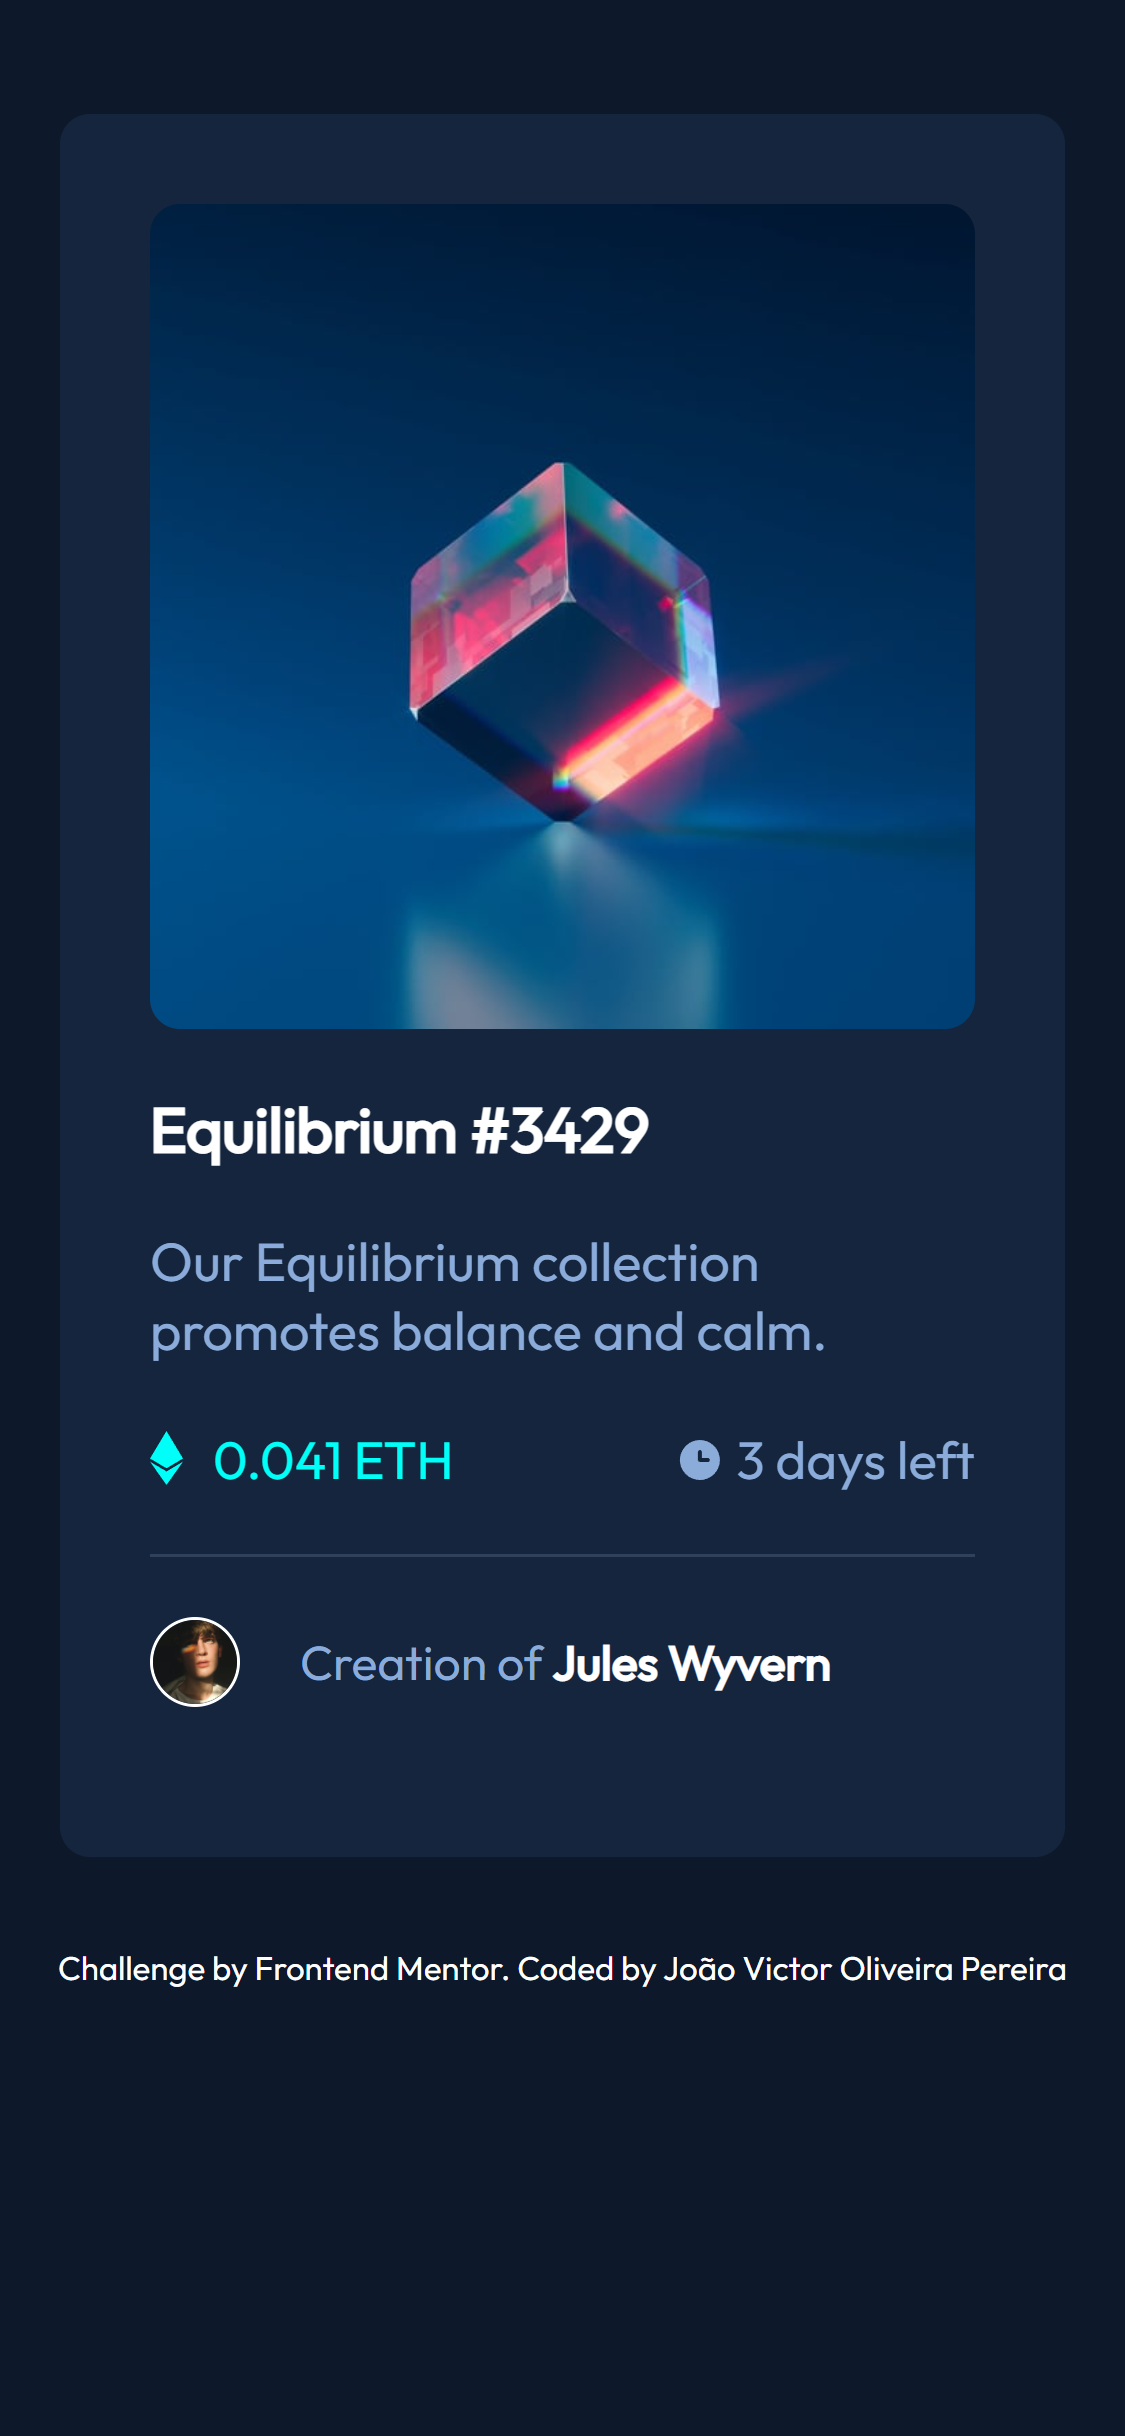 Equilibrium #3429
Our Equilibrium collection
promotes balance and calm.
0.041 ETH
3 days left
Creation of Jules Wyvern
Challenge by Frontend Mentor. Coded by João Victor Oliveira Pereira